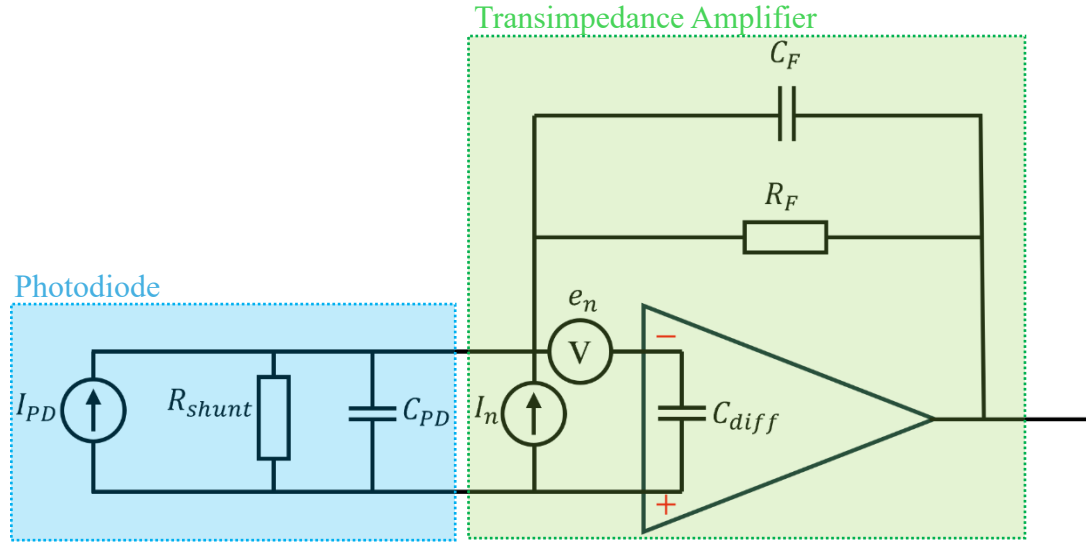 Transimpedance Amplifier
C_F
R_F
Photodiode
e_n
V
−
I_PD
R_shunt
C_PD
I_n
C_diff
+